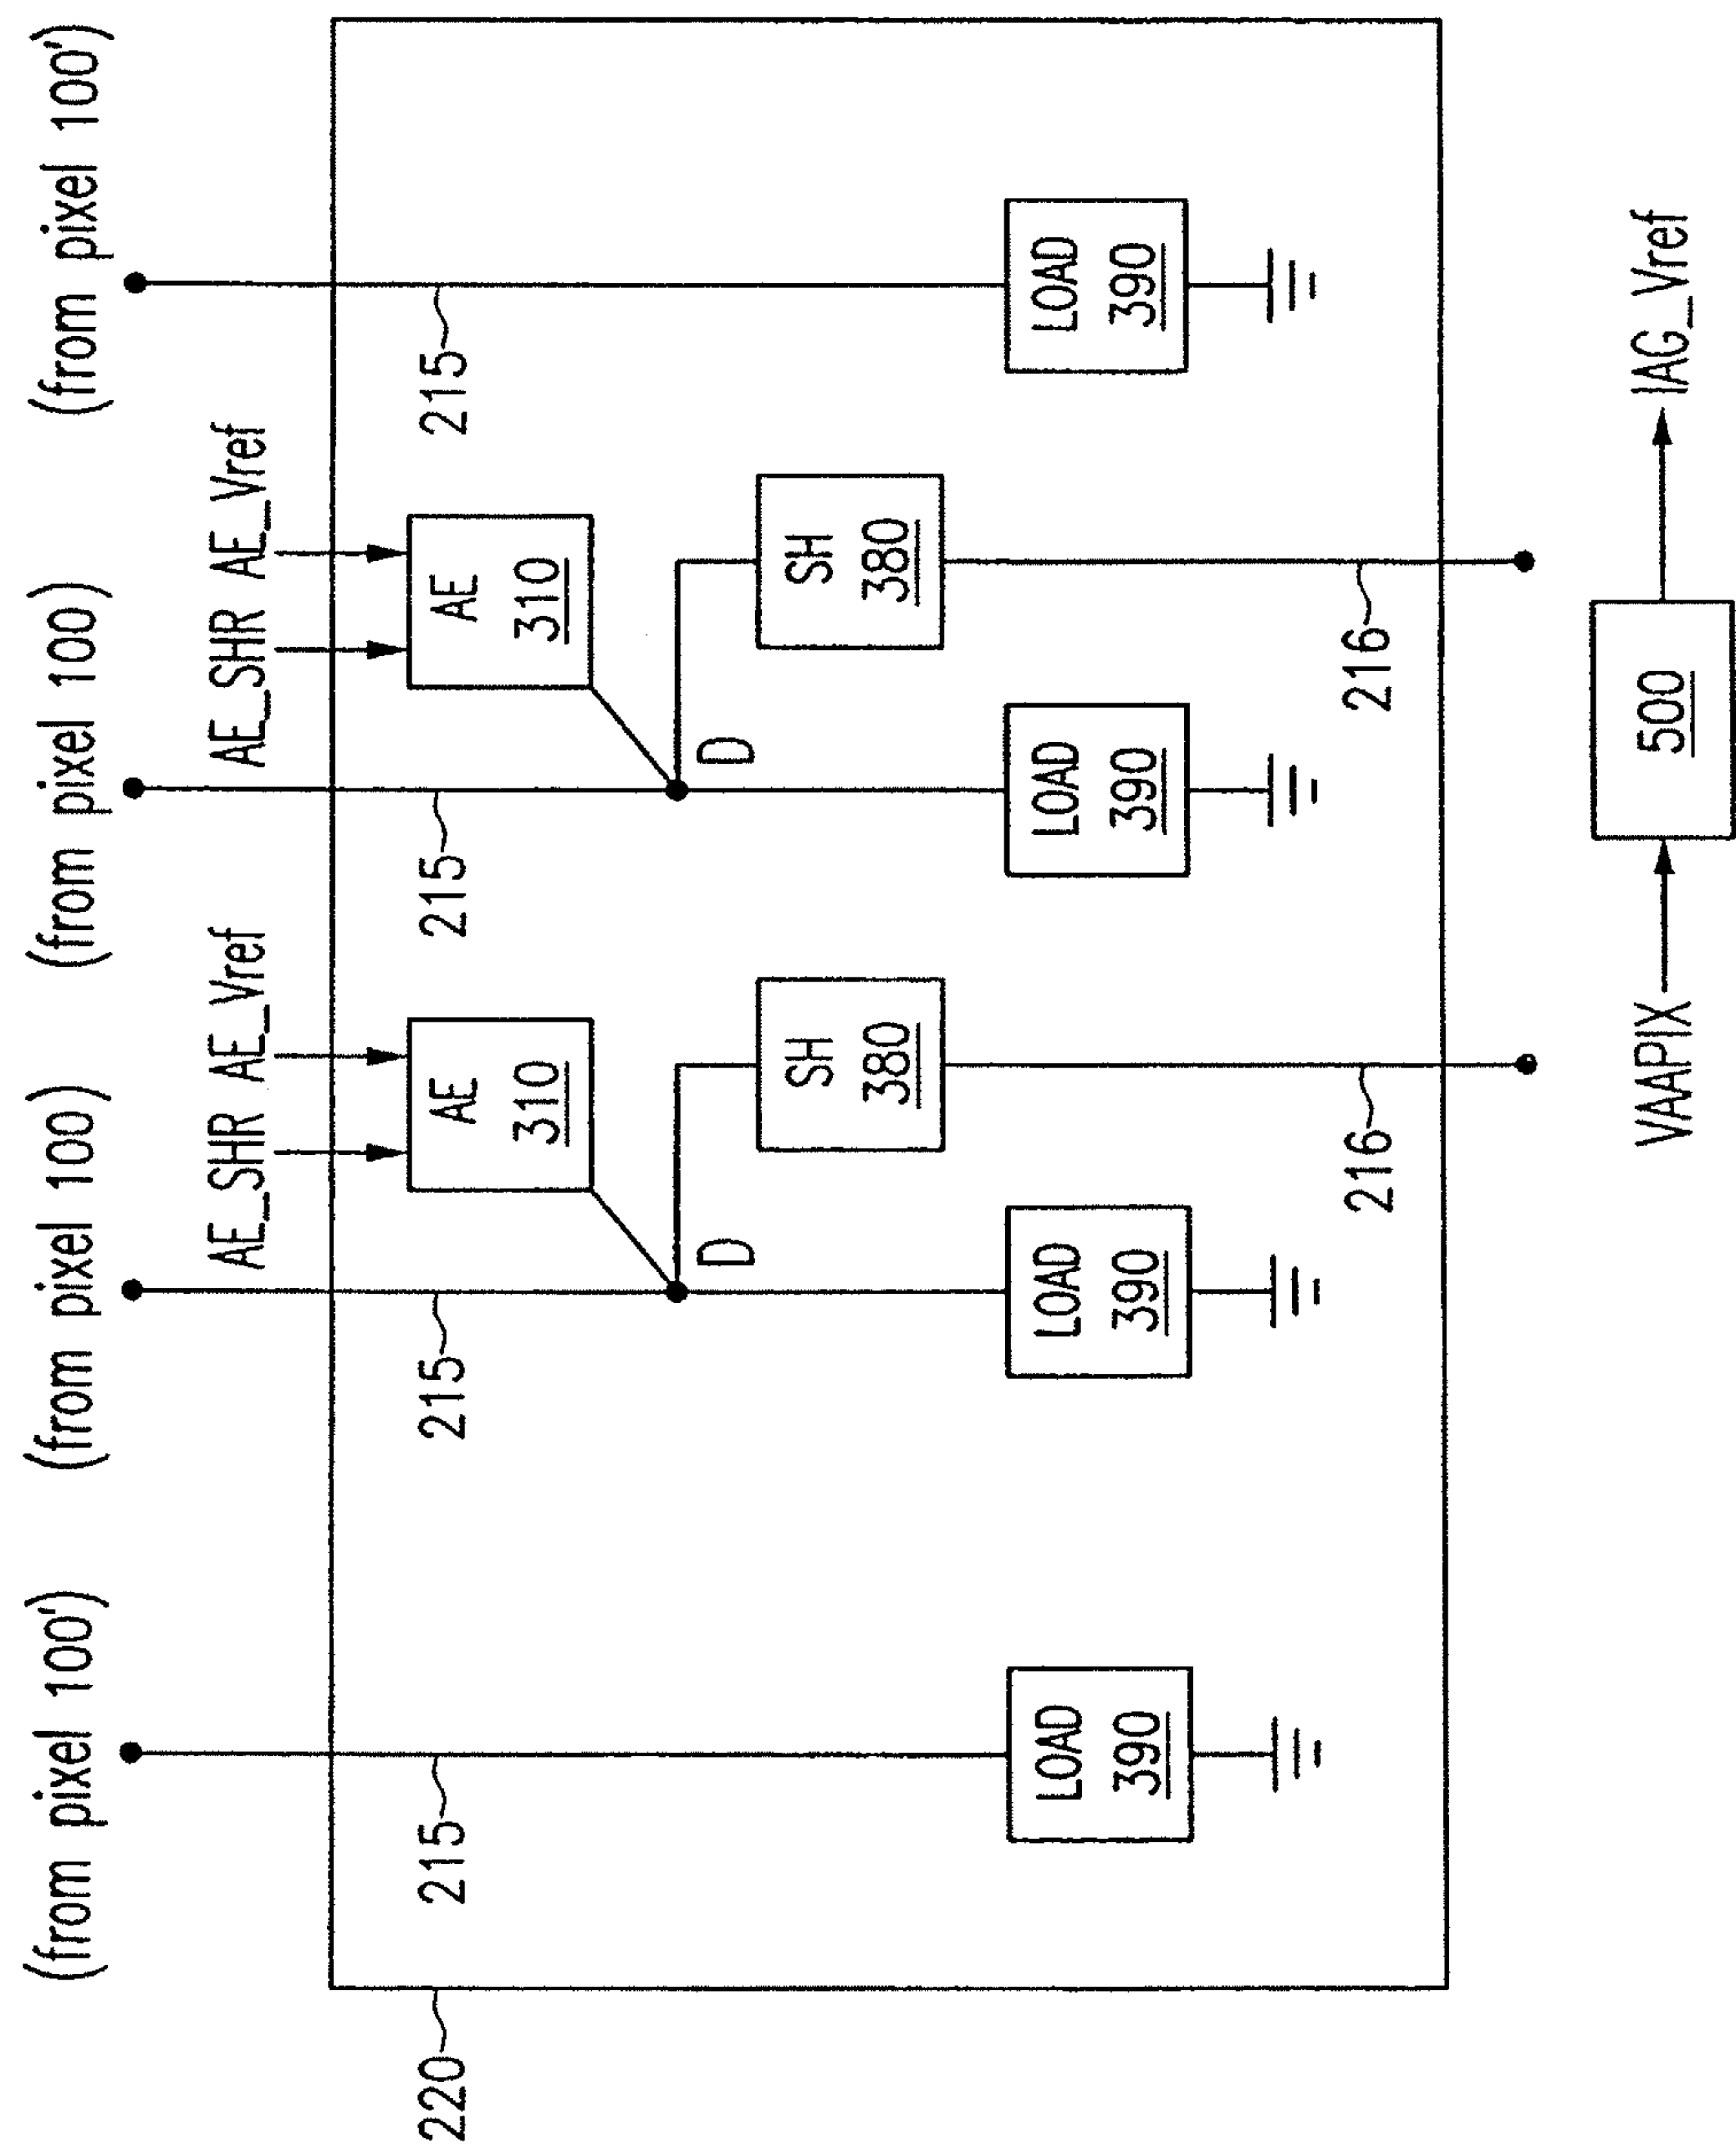 (from pixel 100')
(from pixel 100)
(from pixel 100)
(from pixel 100')
AE_SHR
AE_Vref
AE_SHR
AE_Vref
220
215
215
215
215
AE
310
AE
310
D
D
SH
380
SH
380
LOAD
390
LOAD
390
LOAD
390
LOAD
390
216
216
VAAPIX
500
IAG_Vref